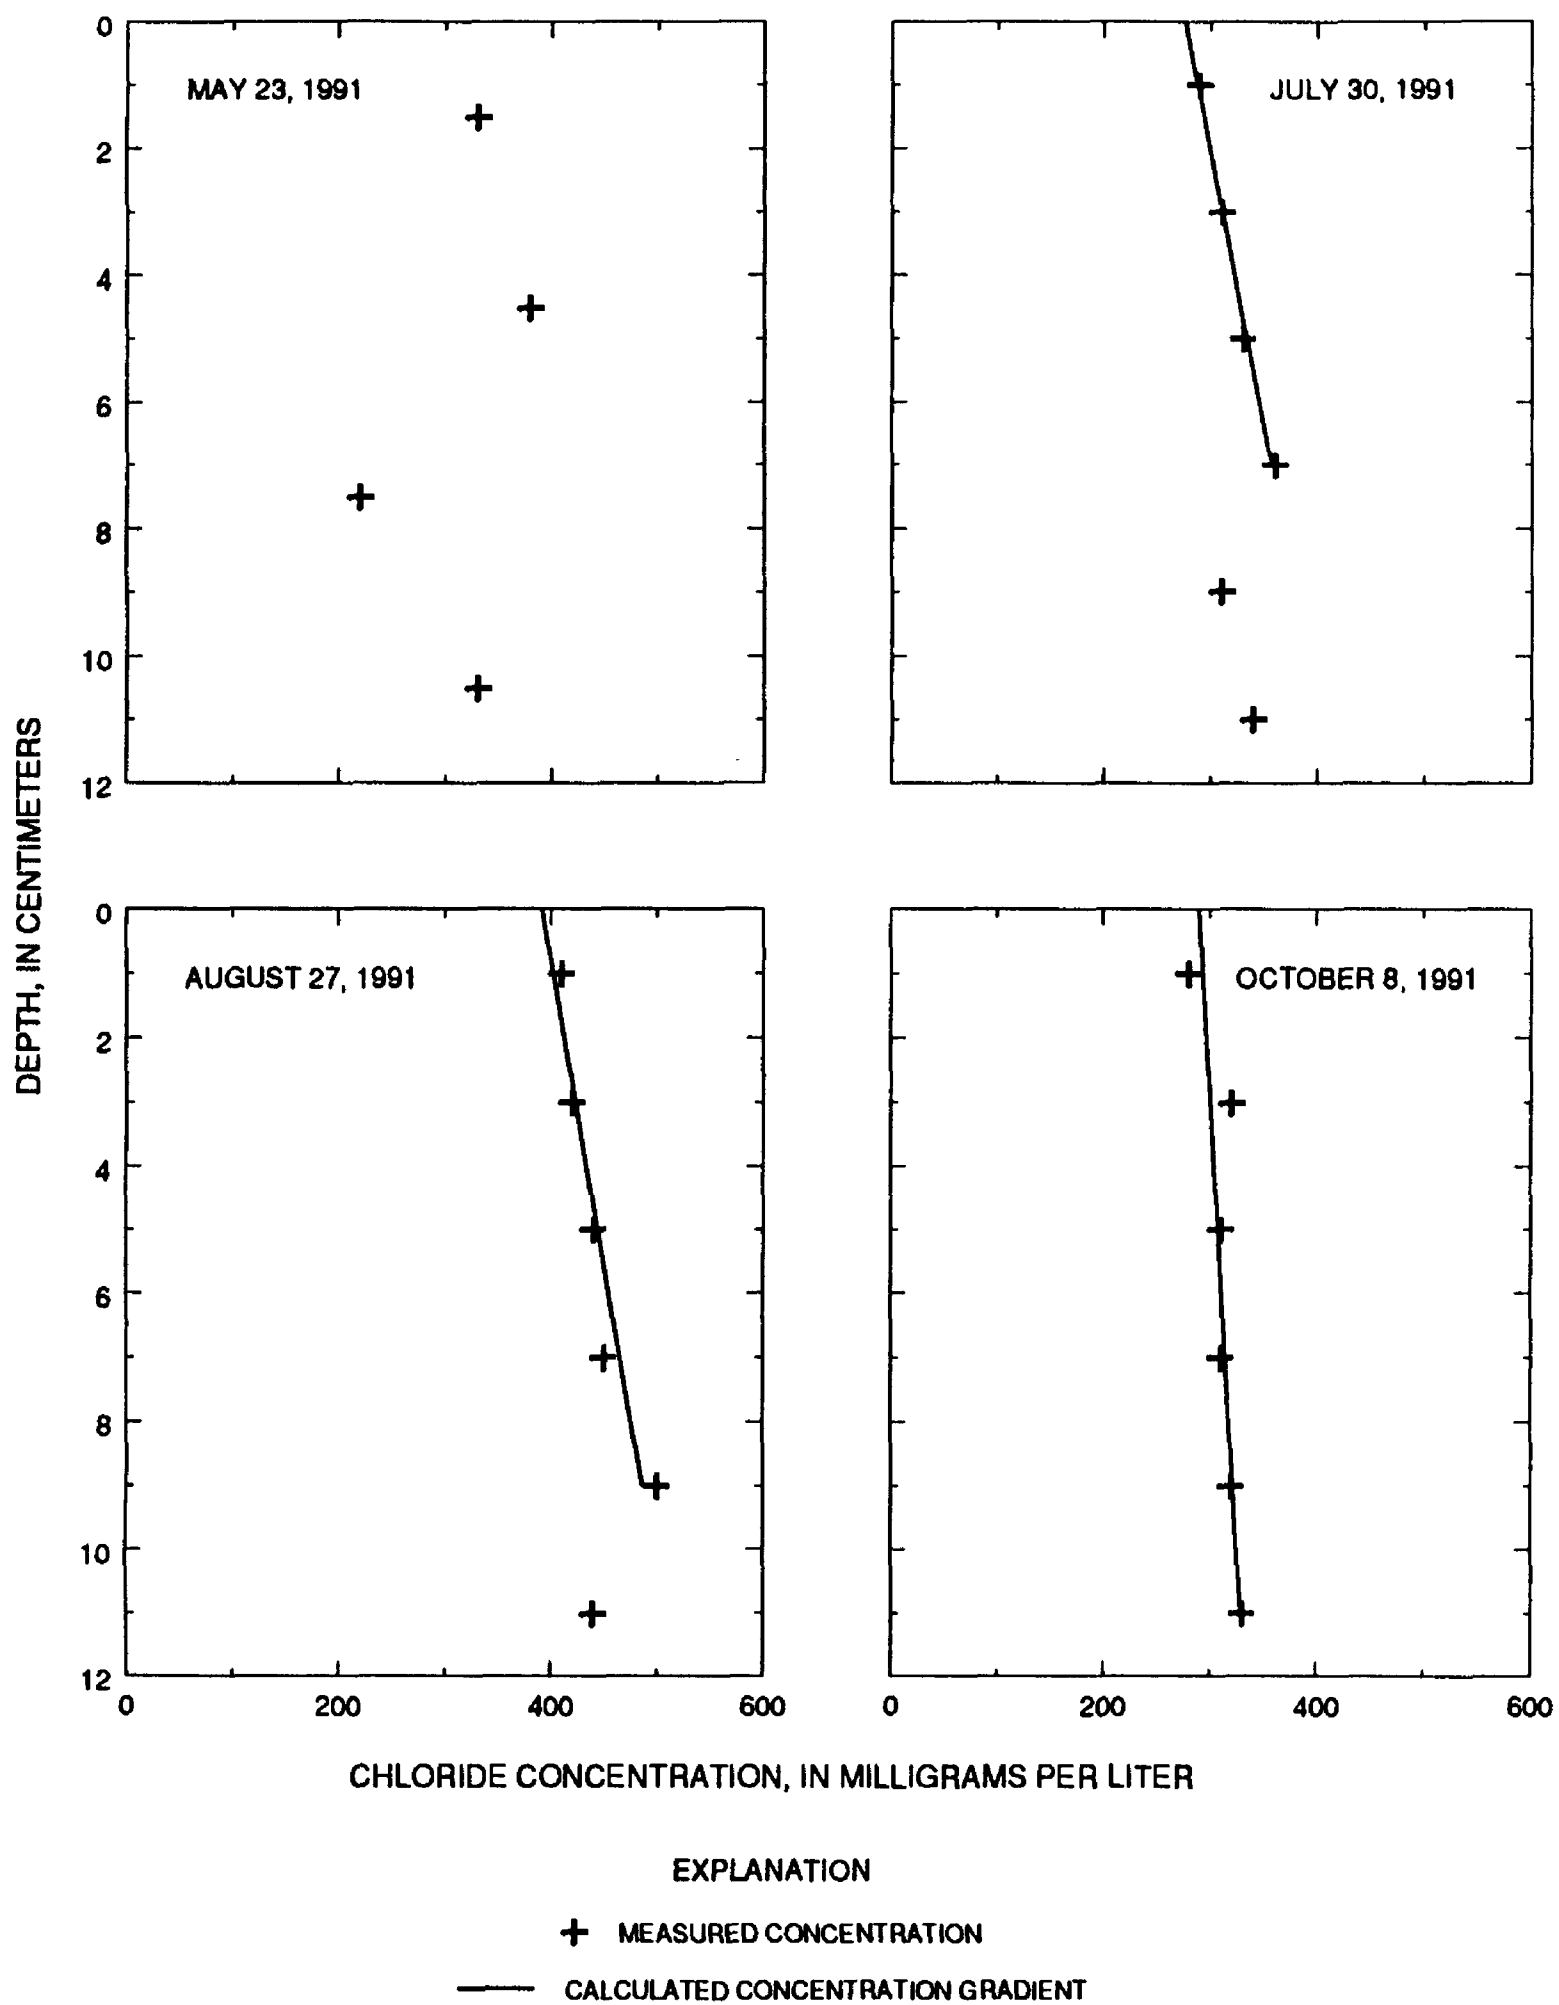 DEPTH, IN CENTIMETERS
0
2
4
6
8
10
12
MAY 23, 1991
JULY 30, 1991
0
2
4
6
8
10
12
AUGUST 27, 1991
OCTOBER 8, 1991
0 200 400 600
0 200 400 600
CHLORIDE CONCENTRATION, IN MILLIGRAMS PER LITER
EXPLANATION
MEASURED CONCENTRATION
CALCULATED CONCENTRATION GRADIENT